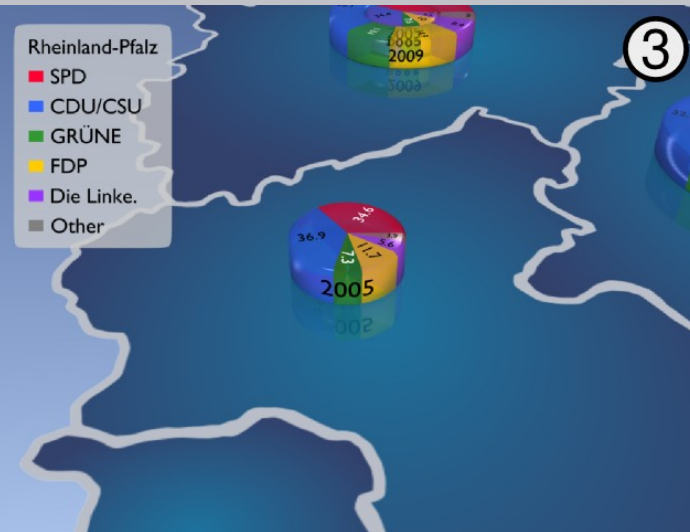 2009
3
Rheinland-Pfalz
SPD
CDU/CSU
GRÜNE
FDP
Die Linke.
Other
34.6
36.9
5.6
11.7
7.3
2005